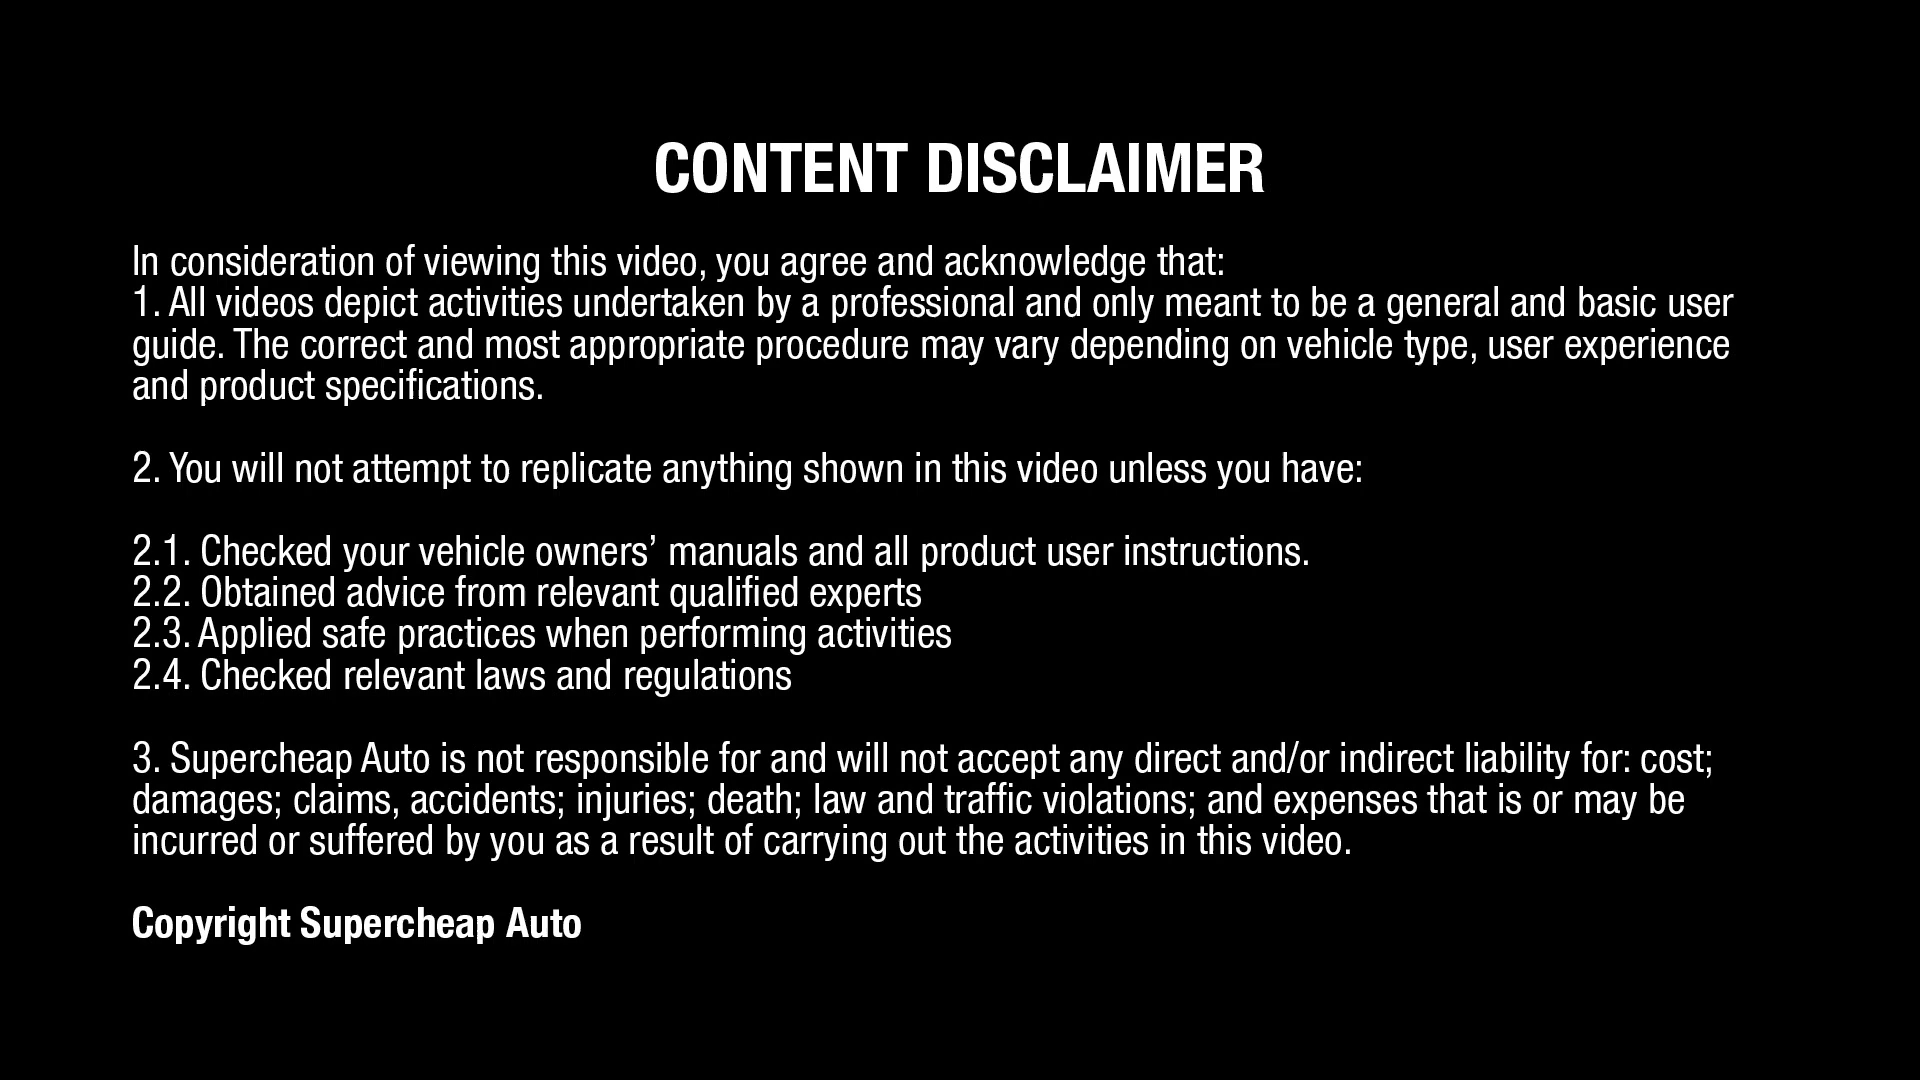 CONTENT DISCLAIMER
In consideration of viewing this video, you agree and acknowledge that:
1. All videos depict activities undertaken by a professional and only meant to be a general and basic user
guide. The correct and most appropriate procedure may vary depending on vehicle type, user experience
and product specifications.
2. You will not attempt to replicate anything shown in this video unless you have:
2.1. Checked your vehicle owners’ manuals and all product user instructions.
2.2. Obtained advice from relevant qualified experts
2.3. Applied safe practices when performing activities
2.4. Checked relevant laws and regulations
3. Supercheap Auto is not responsible for and will not accept any direct and/or indirect liability for: cost;
damages; claims, accidents; injuries; death; law and traffic violations; and expenses that is or may be
incurred or suffered by you as a result of carrying out the activities in this video.
Copyright Supercheap Auto